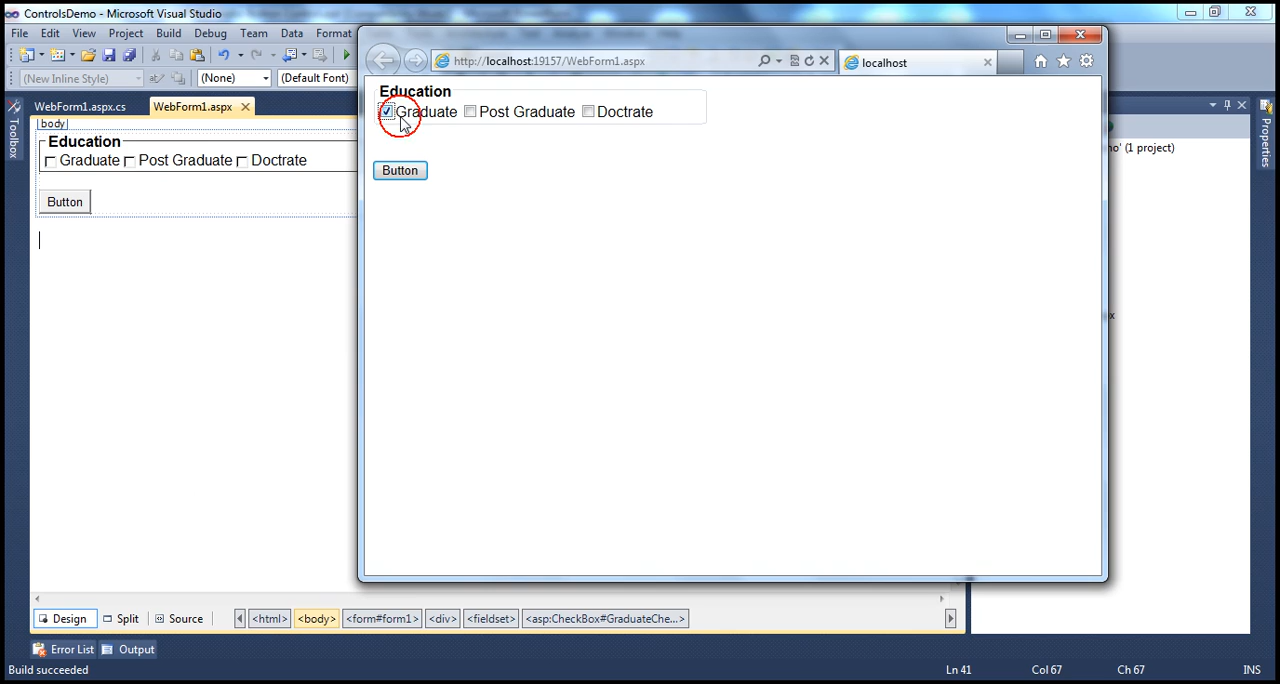 ControlsDemo - Microsoft Visual Studio
File Edit View Project Build Debug Team Data Format
(New Inline Style) (None) (Default Font)
http://localhost:19157/WebForm1.aspx localhost
WebForm1.aspx.cs WebForm1.aspx
Toolbox
body
Education
Graduate Post Graduate Doctrate
Button
Education
Graduate Post Graduate Doctrate
Button
(1 project)
Properties
Design Split Source <html> <body> <form#form1> <div> <fieldset> <asp:CheckBox#GraduateChe...>
Error List Output
Build succeeded Ln 41 Col 67 Ch 67 INS